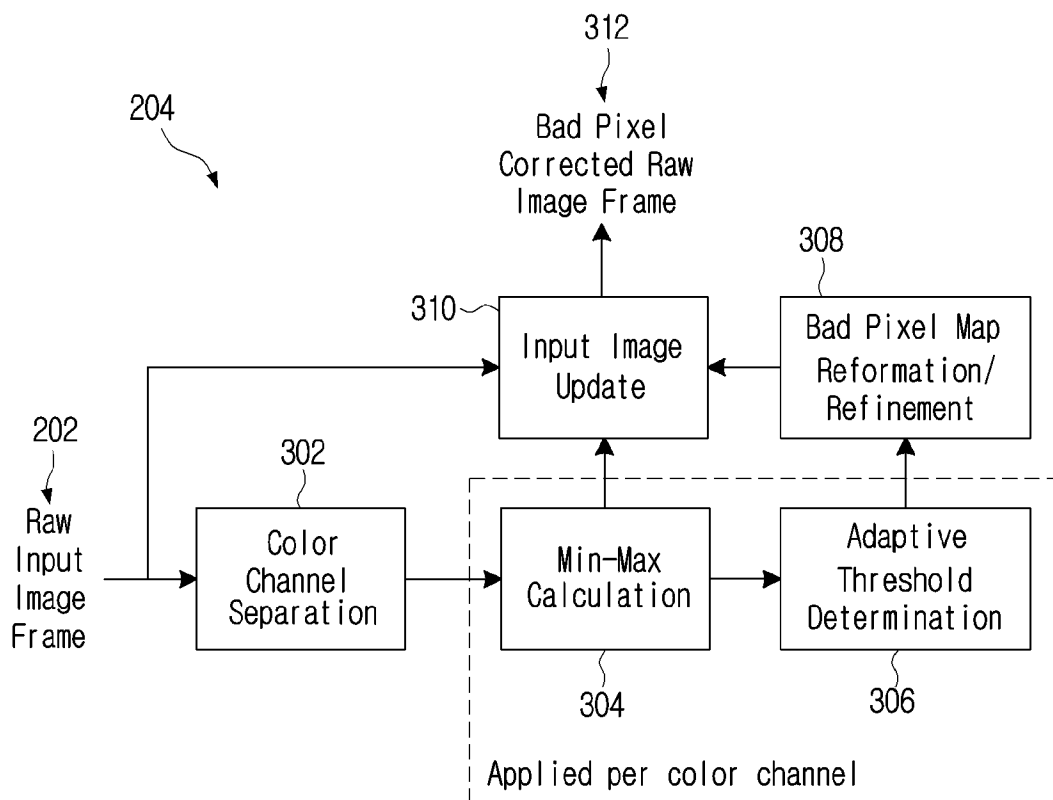 312
204
Bad Pixel
Corrected Raw
Image Frame
308
310
Input Image
Update
Bad Pixel Map
Reformation/
Refinement
202
302
Raw
Input
Image
Frame
Color
Channel
Separation
Min-Max
Calculation
Adaptive
Threshold
Determination
304
306
Applied per color channel